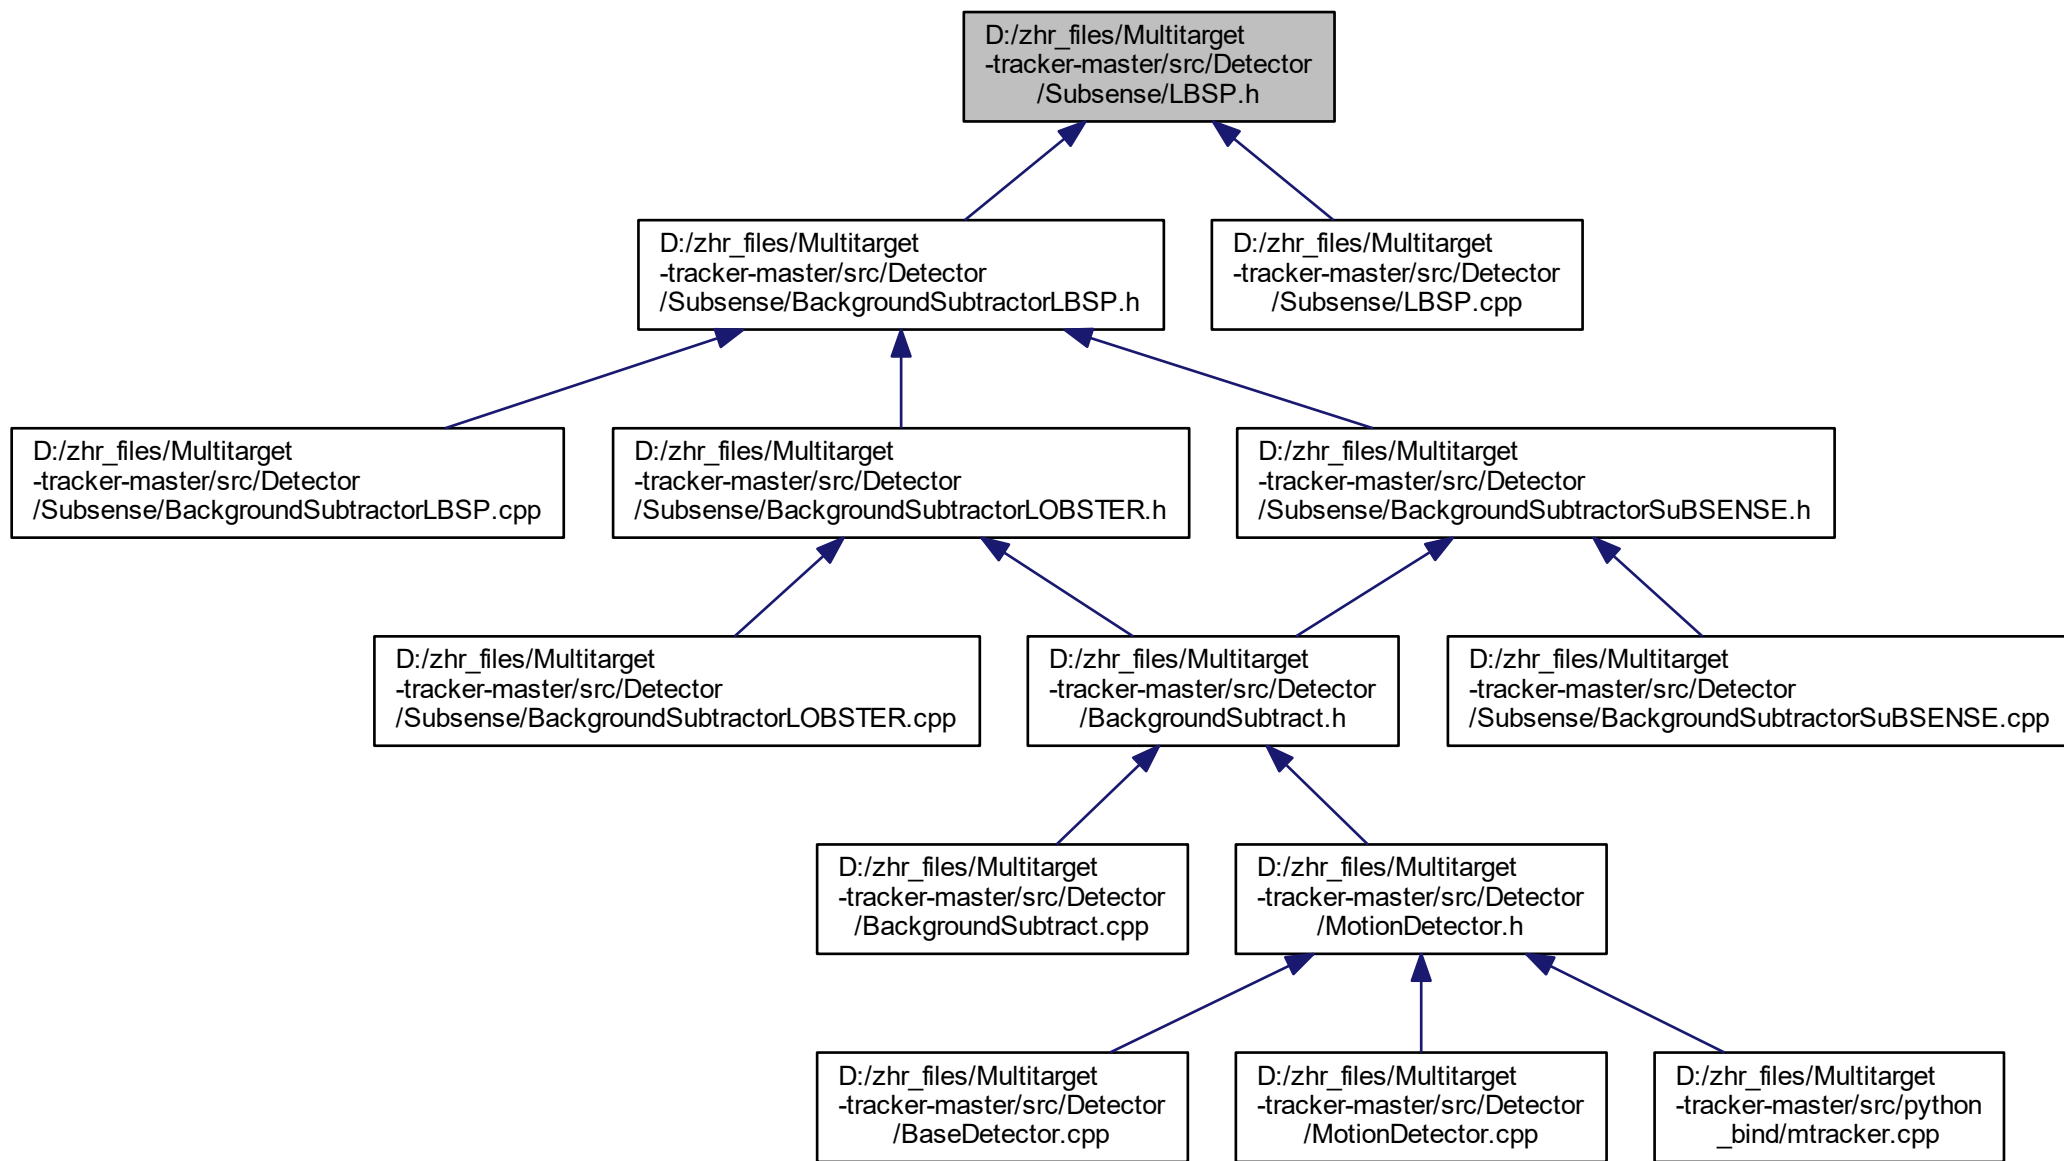 D:/zhr_files/Multitarget
-tracker-master/src/Detector
/Subsense/LBSP.h
D:/zhr_files/Multitarget
-tracker-master/src/Detector
/Subsense/BackgroundSubtractorLBSP.h
D:/zhr_files/Multitarget
-tracker-master/src/Detector
/Subsense/LBSP.cpp
D:/zhr_files/Multitarget
-tracker-master/src/Detector
/Subsense/BackgroundSubtractorLBSP.cpp
D:/zhr_files/Multitarget
-tracker-master/src/Detector
/Subsense/BackgroundSubtractorLOBSTER.h
D:/zhr_files/Multitarget
-tracker-master/src/Detector
/Subsense/BackgroundSubtractorSuBSENSE.h
D:/zhr_files/Multitarget
-tracker-master/src/Detector
/Subsense/BackgroundSubtractorLOBSTER.cpp
D:/zhr_files/Multitarget
-tracker-master/src/Detector
/BackgroundSubtract.h
D:/zhr_files/Multitarget
-tracker-master/src/Detector
/Subsense/BackgroundSubtractorSuBSENSE.cpp
D:/zhr_files/Multitarget
-tracker-master/src/Detector
/BackgroundSubtract.cpp
D:/zhr_files/Multitarget
-tracker-master/src/Detector
/MotionDetector.h
D:/zhr_files/Multitarget
-tracker-master/src/Detector
/BaseDetector.cpp
D:/zhr_files/Multitarget
-tracker-master/src/Detector
/MotionDetector.cpp
D:/zhr_files/Multitarget
-tracker-master/src/python
_bind/mtracker.cpp